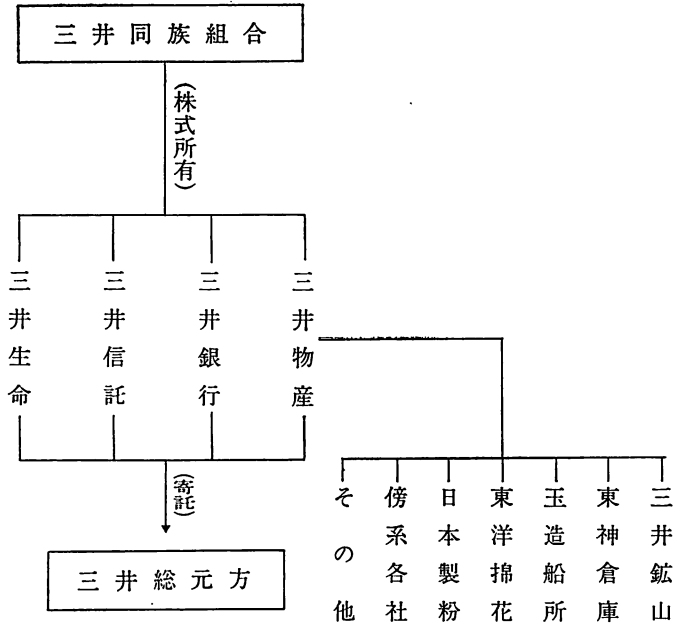 三井同族組合
(株式所有)
三井物産
三井銀行
三井信託
三井生命
(寄託)
三井総元方
三井鉱山
東神倉庫
玉造船所
東洋掲花
日本製粉
傍系各社
その他